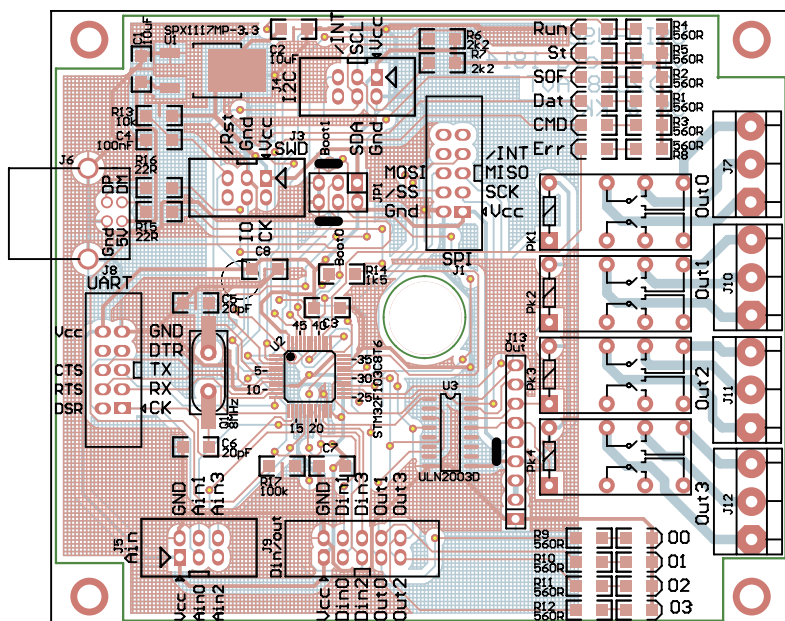 C1
10uF
U1
SPX1117MP-3.3
C2
10uF
/INT
SCL
Vcc
J4
I2C
SDA
Gnd
R6
2k2
R7
2k2
Run
St
SOF
Dat
CMD
Err
R4
560R
R5
560R
R2
560R
R1
560R
R3
560R
560R
R8
R13
10k
C4
100nF
/Rst
Gnd
Vcc
J3
SWD
Boot1
JP1
IO
CK
Boot0
J6
DP
DM
Gnd
5V
R16
22R
R15
22R
MOSI
/SS
Gnd
/INT
MISO
SCK
Vcc
SPI
J1
PK1
Out0
J7
Pk2
Out1
J10
Pk3
Out2
J11
Pk4
Out3
J12
C8
R14
1k5
J8
UART
Vcc
CTS
RTS
DSR
GND
DTR
TX
RX
CK
C5
20pF
Q1
8MHz
C6
20pF
C3
U2
45 40
5-
10-
-35
-30
-25
15 20
STM32F103C8T6
J13
Out
U3
ULN2003D
C7
R17
100k
GND
Ain1
Ain3
J5
Ain
Vcc
Ain0
Ain2
GND
Din1
Din3
Out1
Out3
J9
Din/out
Vcc
Din0
Din2
Out0
Out2
R9
560R
R10
560R
R11
560R
R12
560R
O0
O1
O2
O3